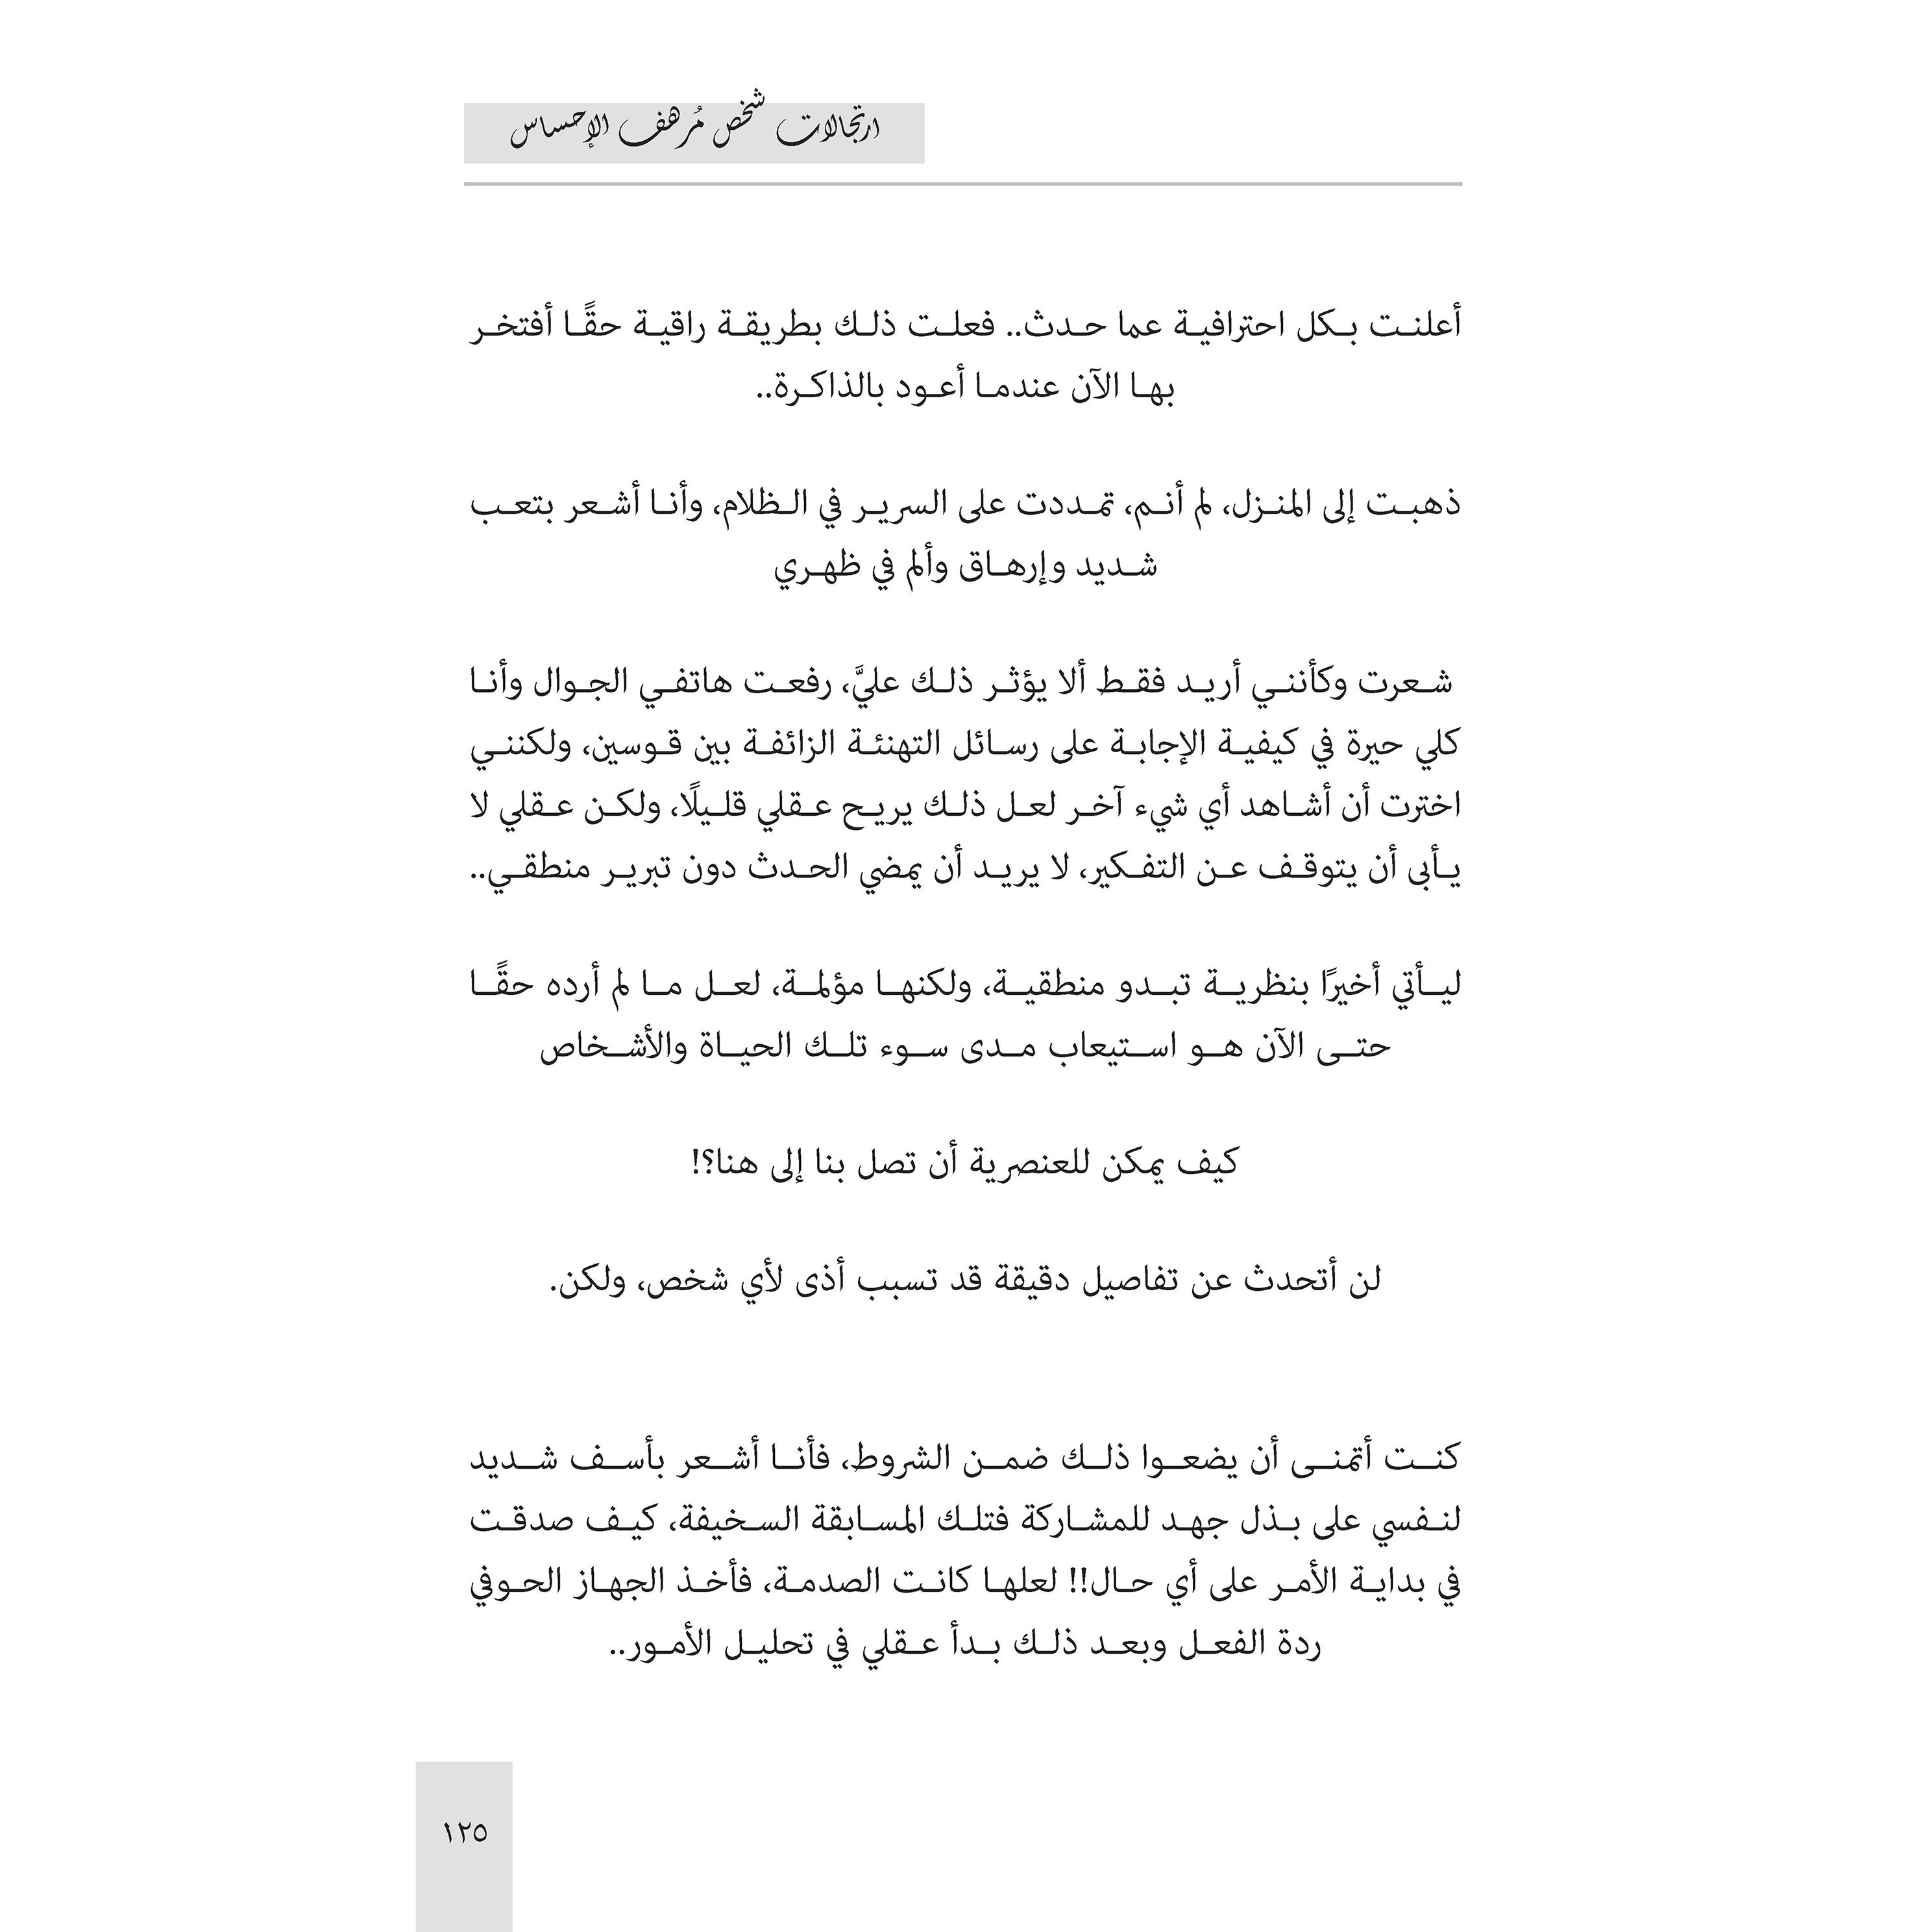 ارتجالات شخص مُرهف الإحساس
أعلنت بكل احترافية عما حدث.. فعلت ذلك بطريقة راقية حقًا أفتخر
بها الآن عندما أعود بالذاكرة..
ذهبت إلى المنزل، لم أنم، تمددت على السرير في الظلام، وأنا أشعر بتعب
شديد وإرهاق وألم في ظهري
شعرت وكأنني أريد فقط ألا يؤثر ذلك عليَّ، رفعت هاتفي الجوال وأنا
كلي حيرة في كيفية الإجابة على رسائل التهنئة الزائفة بين قوسين، ولكنني
اخترت أن أشاهد أي شيء آخر لعل ذلك يريح عقلي قليلًا، ولكن عقلي لا
يأبى أن يتوقف عن التفكير، لا يريد أن يمضي الحدث دون تبرير منطقي..
ليأتي أخيرًا بنظرية تبدو منطقية، ولكنها مؤلمة، لعل ما لم أرده حقًا
حتى الآن هو استيعاب مدى سوء تلك الحياة والأشخاص
كيف يمكن للعنصرية أن تصل بنا إلى هنا؟!
لن أتحدث عن تفاصيل دقيقة قد تسبب أذى لأي شخص، ولكن.
كنت أتمنى أن يضعوا ذلك ضمن الشروط، فأنا أشعر بأسف شديد
لنفسي على بذل جهد للمشاركة فتلك المسابقة السخيفة، كيف صدقت
في بداية الأمر على أي حال!! لعلها كانت الصدمة، فأخذ الجهاز الحوفي
ردة الفعل وبعد ذلك بدأ عقلي في تحليل الأمور..
١٢٥